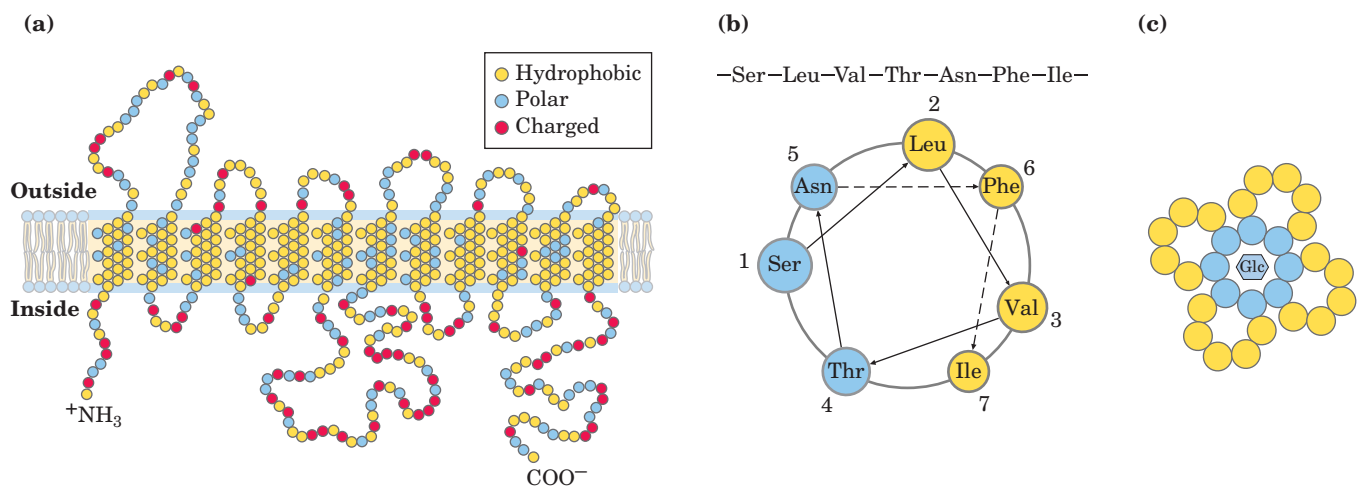 (a)
Hydrophobic
Polar
Charged
Outside
Inside
⁺NH₃
COO⁻
(b)
—Ser—Leu—Val—Thr—Asn—Phe—Ile—
2
Leu
5
Asn
Phe
6
1
Ser
Val
3
Thr
4
Ile
7
(c)
Glc